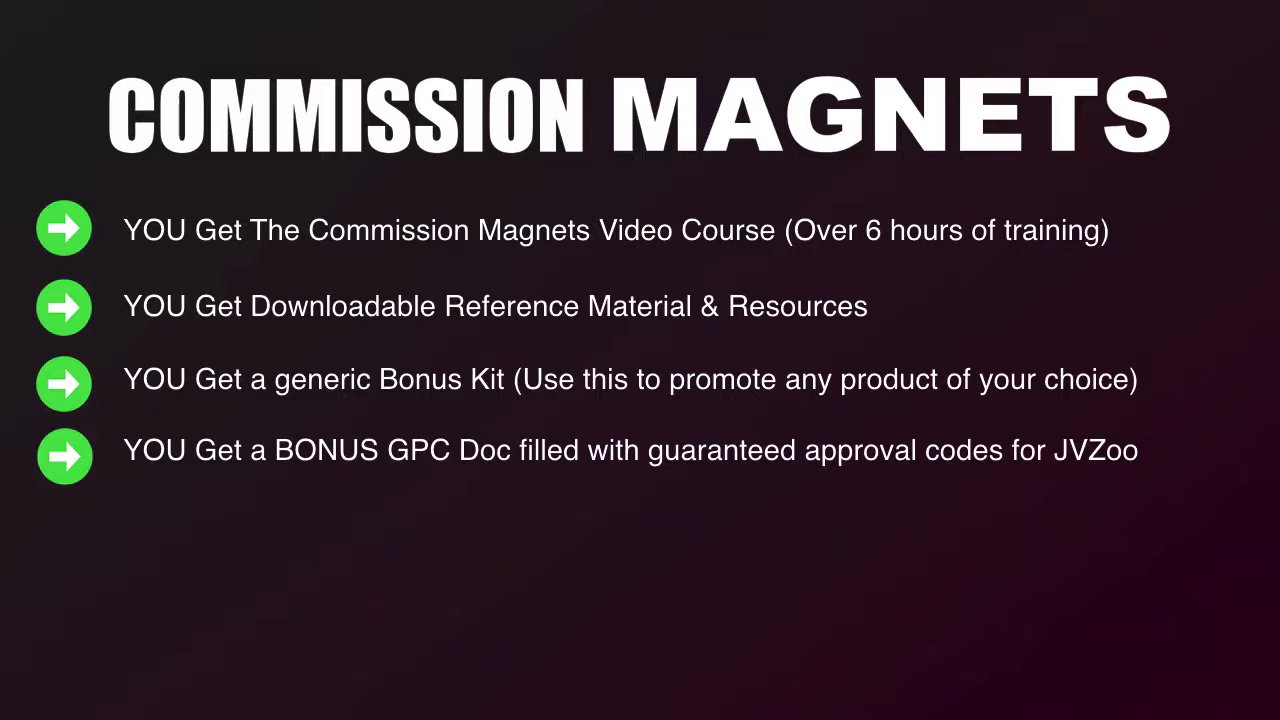 COMMISSION MAGNETS
YOU Get The Commission Magnets Video Course (Over 6 hours of training)
YOU Get Downloadable Reference Material & Resources
YOU Get a generic Bonus Kit (Use this to promote any product of your choice)
YOU Get a BONUS GPC Doc filled with guaranteed approval codes for JVZoo